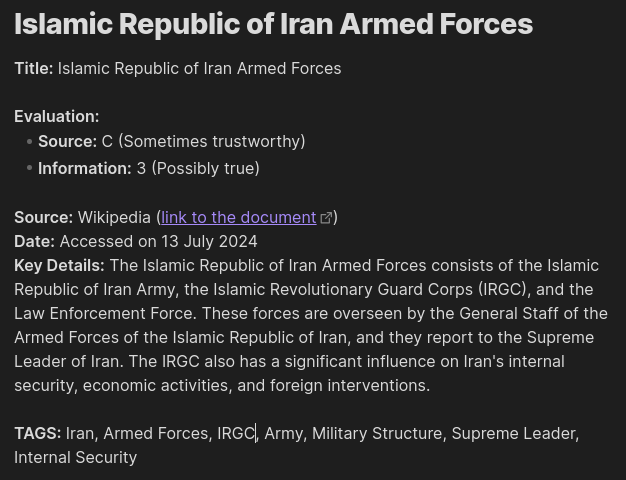 Islamic Republic of Iran Armed Forces
Title: Islamic Republic of Iran Armed Forces
Evaluation:
• Source: C (Sometimes trustworthy)
• Information: 3 (Possibly true)
Source: Wikipedia (link to the document)
Date: Accessed on 13 July 2024
Key Details: The Islamic Republic of Iran Armed Forces consists of the Islamic
Republic of Iran Army, the Islamic Revolutionary Guard Corps (IRGC), and the
Law Enforcement Force. These forces are overseen by the General Staff of the
Armed Forces of the Islamic Republic of Iran, and they report to the Supreme
Leader of Iran. The IRGC also has a significant influence on Iran's internal
security, economic activities, and foreign interventions.
TAGS: Iran, Armed Forces, IRGC, Army, Military Structure, Supreme Leader,
Internal Security